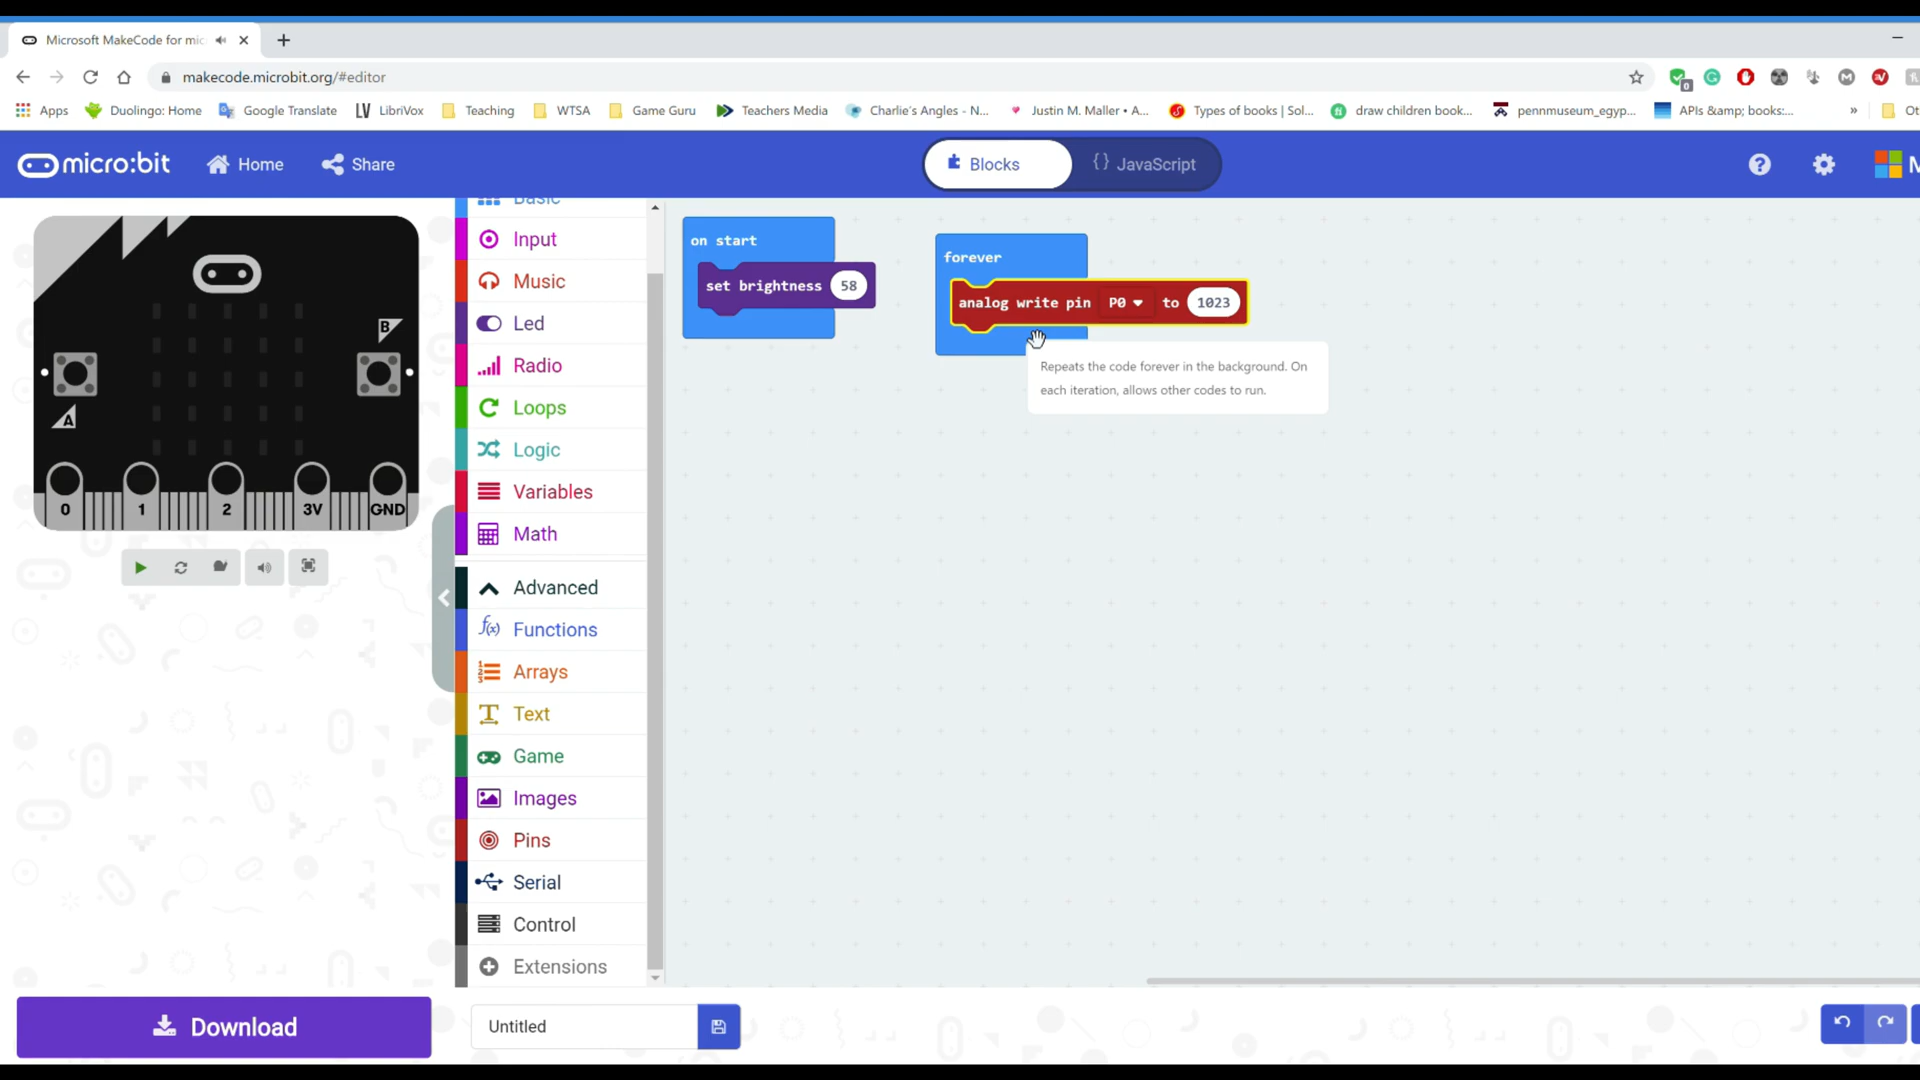 Microsoft MakeCode for mic
makecode.microbit.org/#editor
0
Apps
Duolingo: Home
Google Translate
LibriVox
Teaching
WTSA
Game Guru
Teachers Media
Charlie's Angles - N...
Justin M. Maller • A...
Types of books | Sol...
draw children book...
pennmuseum_egyp...
APIs &amp; books:...
»
Ot
micro:bit
Home
Share
Blocks
{} JavaScript
M
B
A
0
1
2
3V
GND
Basic
Input
Music
Led
Radio
Loops
Logic
Variables
Math
Advanced
f(x) Functions
Arrays
Text
Game
Images
Pins
Serial
Control
Extensions
on start
set brightness 58
forever
analog write pin P0 to 1023
Repeats the code forever in the background. On
each iteration, allows other codes to run.
Download
Untitled